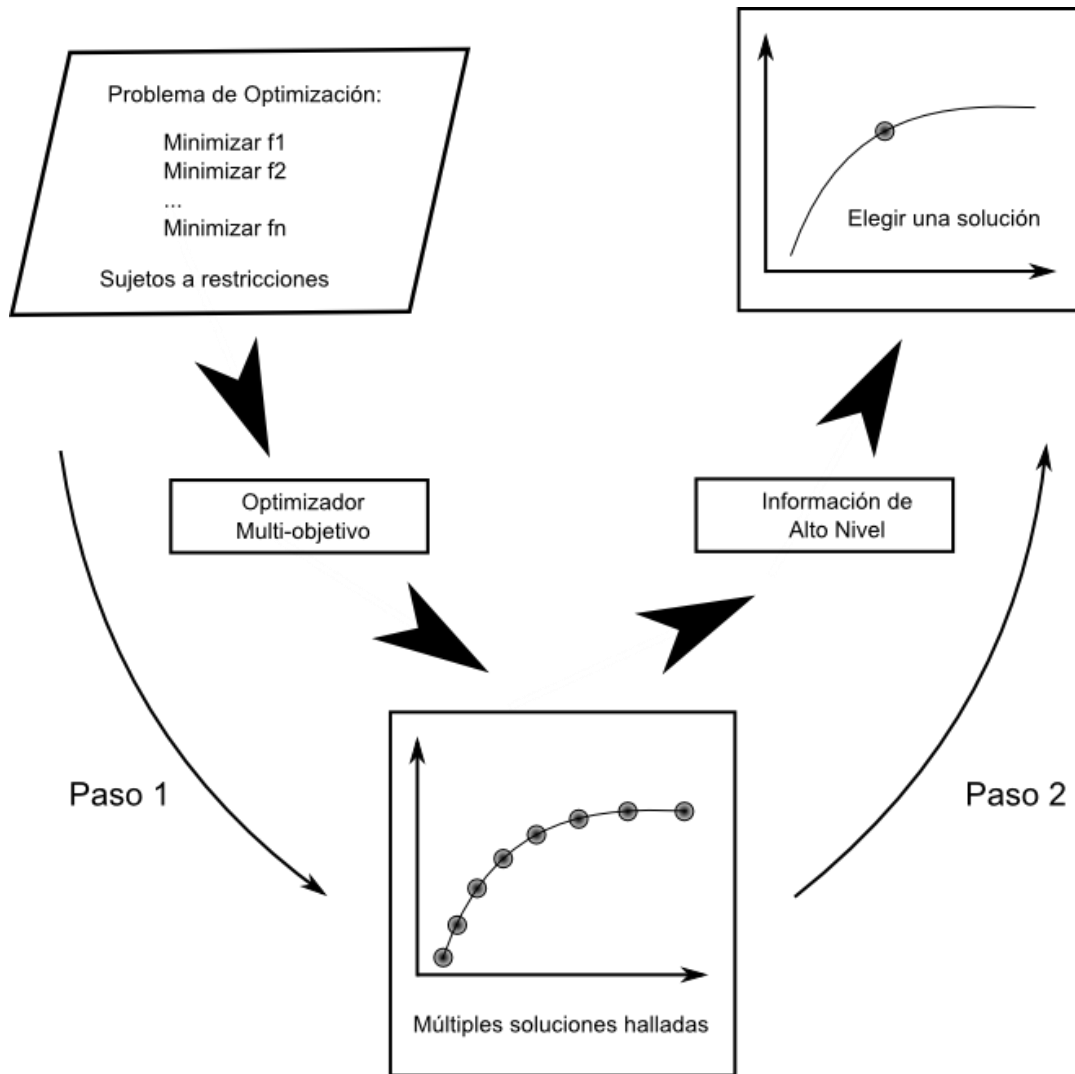 Problema de Optimización:
Minimizar f1
Minimizar f2
...
Minimizar fn
Sujetos a restricciones
Elegir una solución
Optimizador
Multi-objetivo
Información de
Alto Nivel
Paso 1
Paso 2
Múltiples soluciones halladas